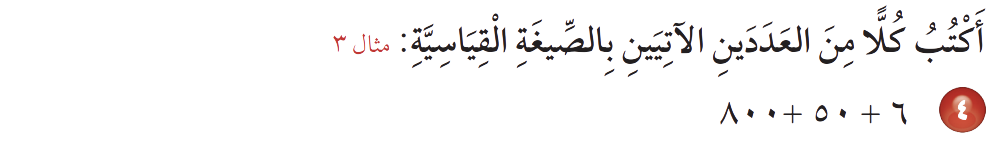 أَكْتُبُ كُلًّا مِنَ العَدَدَينِ الآتِيَينِ بِالصِّيغَةِ الْقِيَاسِيَّةِ: مثال ٣
٤ ٦ + ٥٠ + ٨٠٠